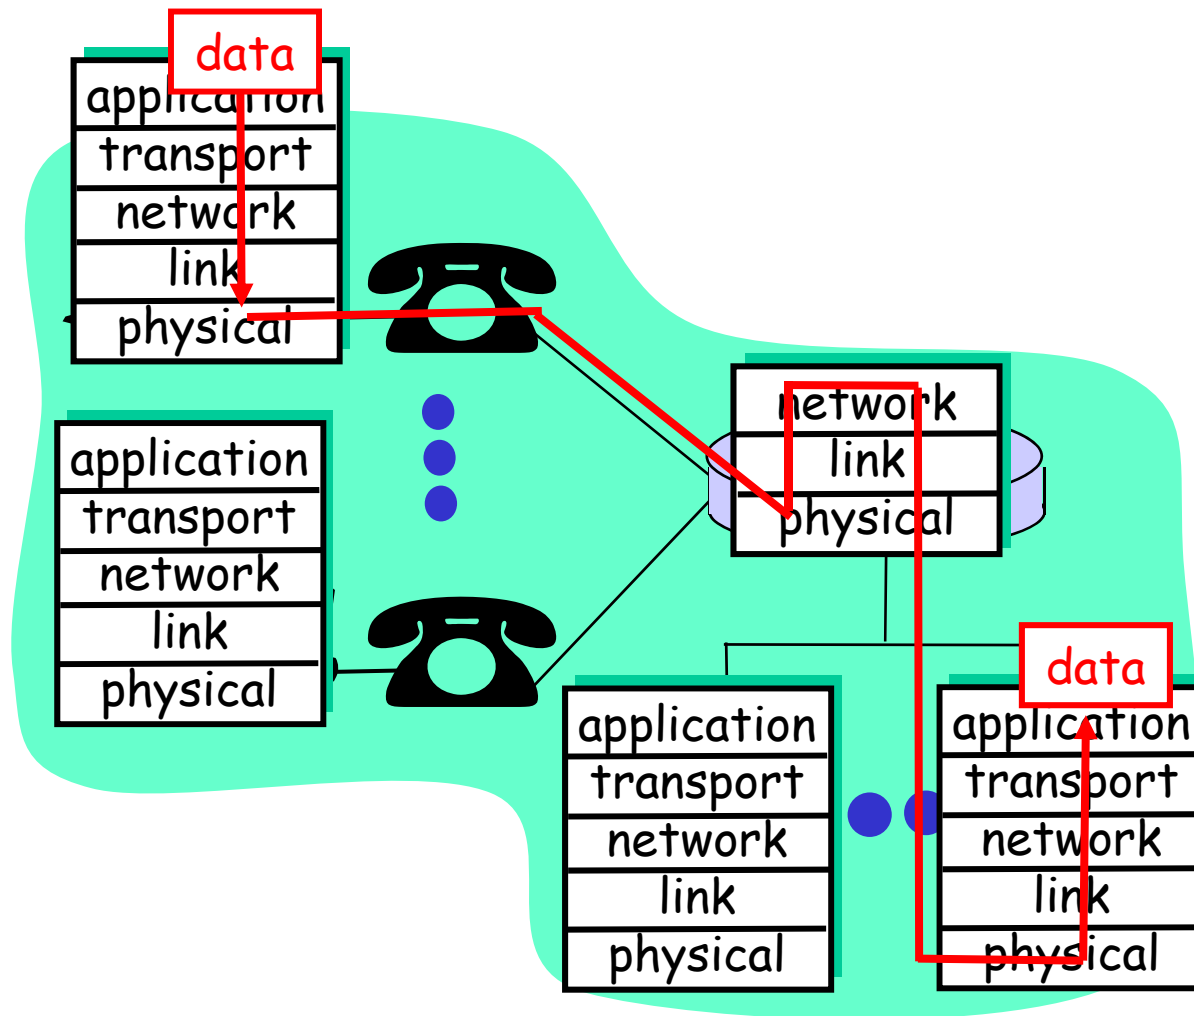 data
application
transport
network
link
physical
application
transport
network
link
physical
network
link
physical
application
transport
network
link
physical
data
application
transport
network
link
physical